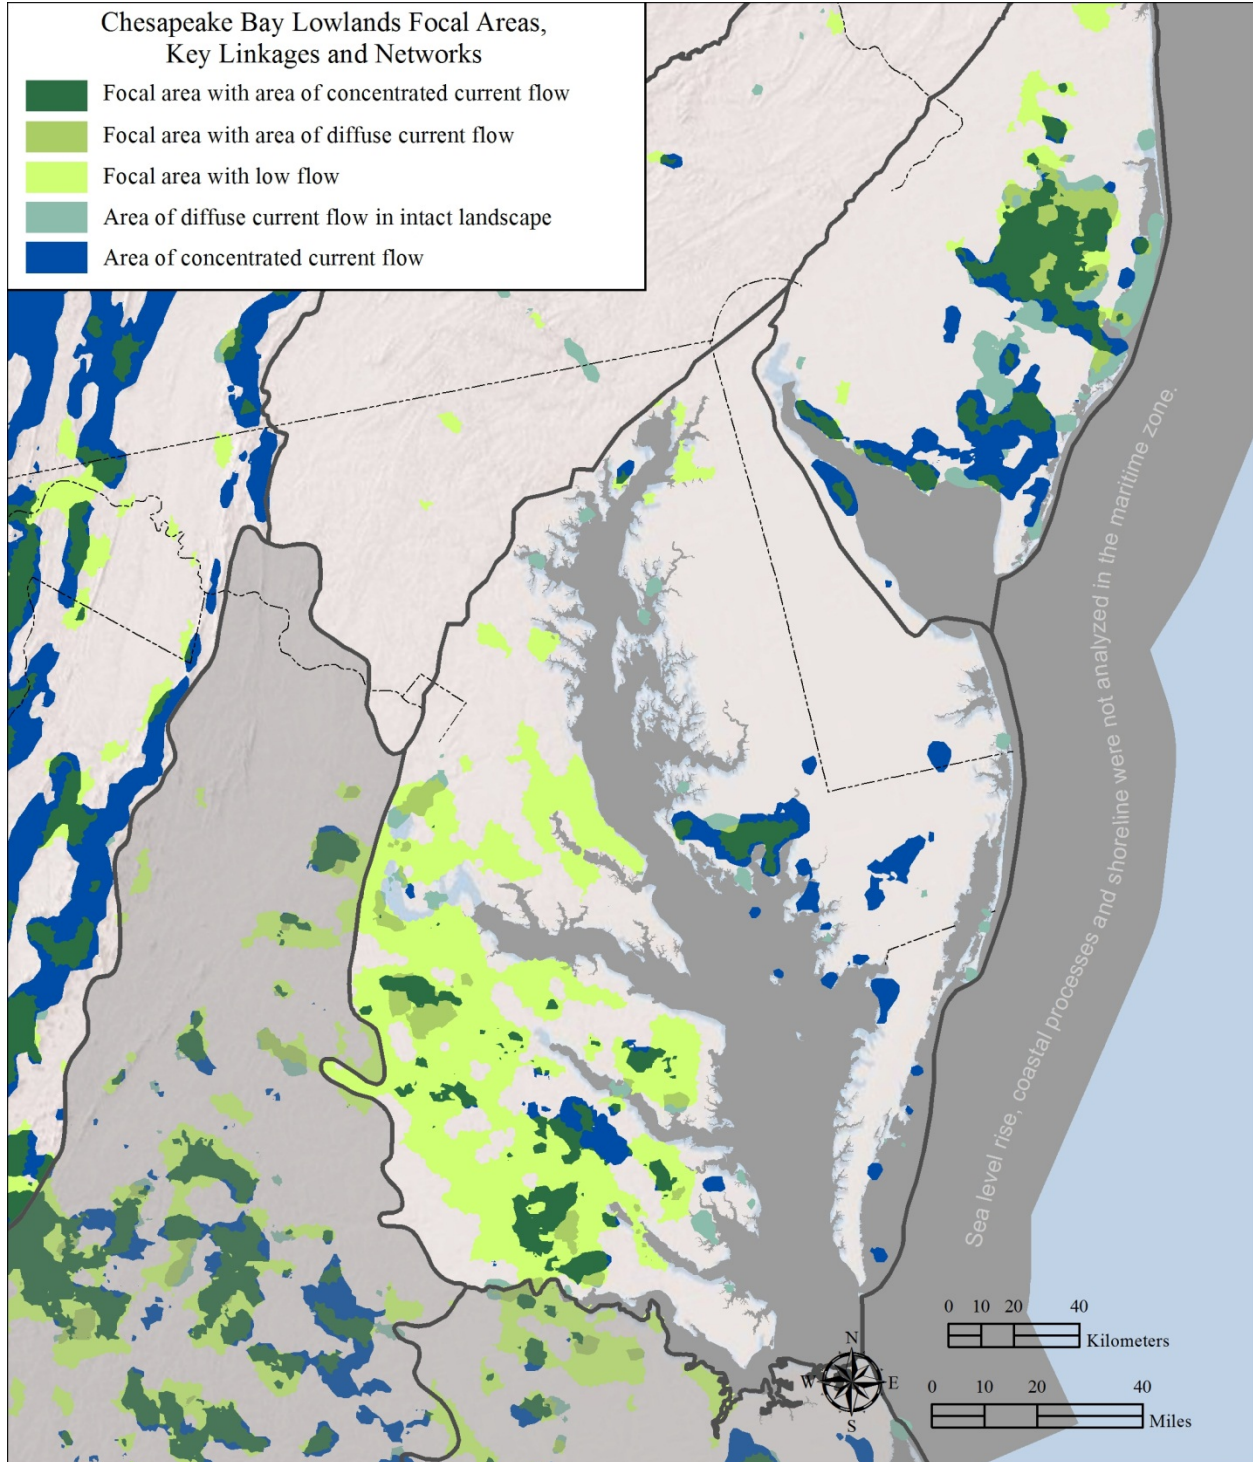 Chesapeake Bay Lowlands Focal Areas,
Key Linkages and Networks
Focal area with area of concentrated current flow
Focal area with area of diffuse current flow
Focal area with low flow
Area of diffuse current flow in intact landscape
Area of concentrated current flow
Sea level rise, coastal processes and shoreline were not analyzed in the maritime zone.
0 10 20 40
Kilometers
N
W E
S
0 10 20 40
Miles